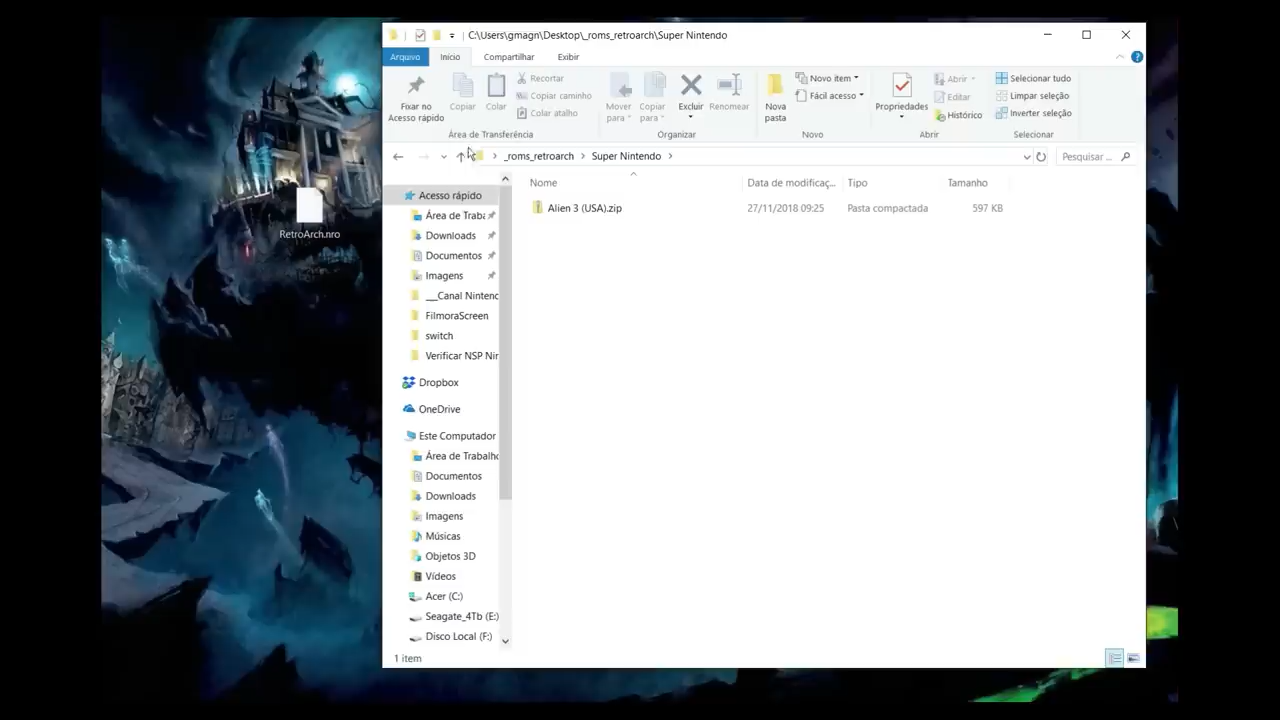 C:\Users\gmagn\Desktop\_roms_retroarch\Super Nintendo
Arquivo Início Compartilhar Exibir
Fixar no Acesso rápido
Copiar
Colar
Recortar
Copiar caminho
Colar atalho
Área de Transferência
Mover para
Copiar para
Excluir
Renomear
Organizar
Nova pasta
Novo item
Fácil acesso
Novo
Propriedades
Abrir
Editar
Histórico
Abrir
Selecionar tudo
Limpar seleção
Inverter seleção
Selecionar
_roms_retroarch > Super Nintendo >
Pesquisar ...
Nome Data de modificaç... Tipo Tamanho
Alien 3 (USA).zip 27/11/2018 09:25 Pasta compactada 597 KB
Acesso rápido
Área de Traba
Downloads
Documentos
Imagens
___Canal Nintendo
FilmoraScreen
switch
Verificar NSP Nin
Dropbox
OneDrive
Este Computador
Área de Trabalho
Documentos
Downloads
Imagens
Músicas
Objetos 3D
Vídeos
Acer (C:)
Seagate_4Tb (E:)
Disco Local (F:)
1 item
RetroArch.nro